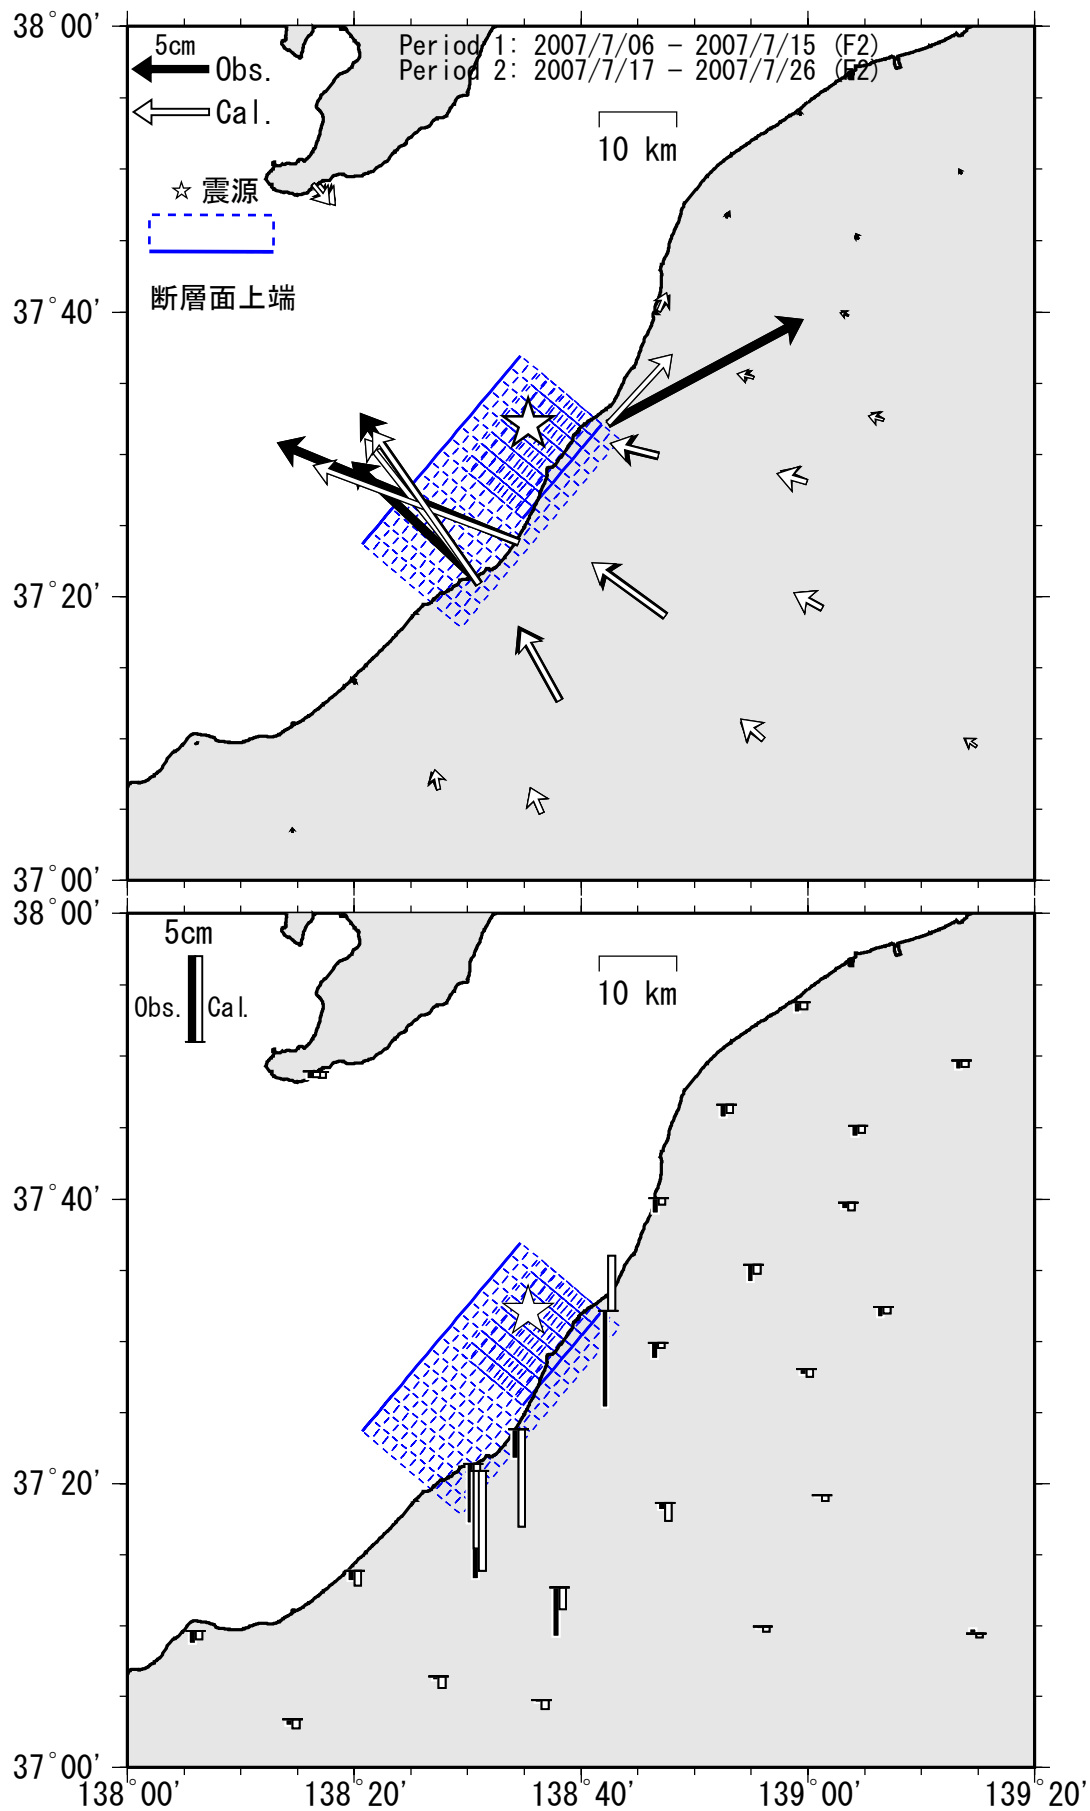 38°00'
5cm
Obs.
Cal.
Period 1: 2007/7/06 - 2007/7/15 (F2)
Period 2: 2007/7/17 - 2007/7/26 (F2)
10 km
☆ 震源
断層面上端
37°40'
37°20'
37°00'
38°00'
5cm
Obs.
Cal.
10 km
37°40'
37°20'
37°00'
138°00'
138°20'
138°40'
139°00'
139°20'